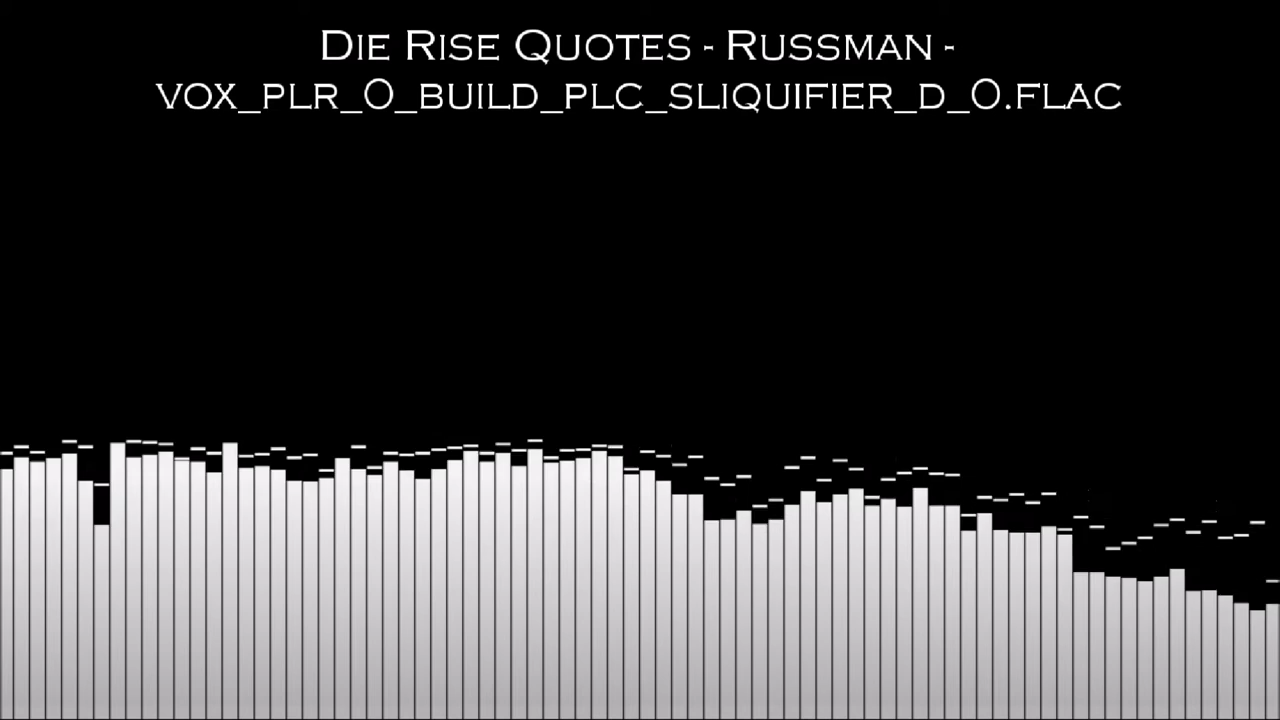 Die Rise Quotes - Russman -
vox_plr_0_build_plc_sliquifier_d_0.flac